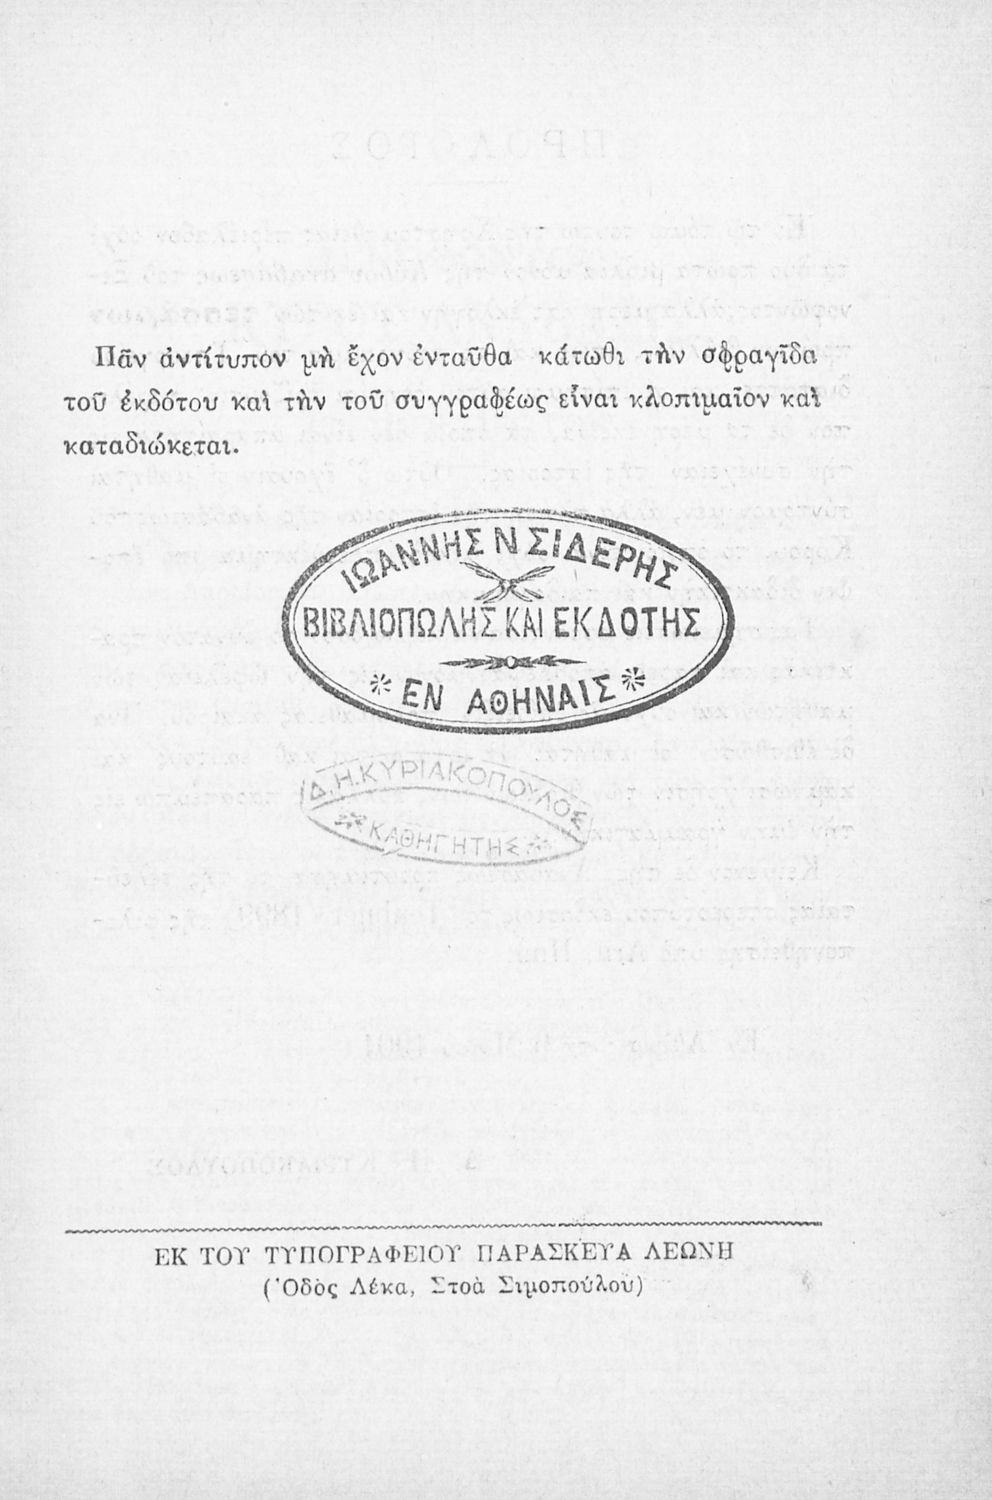 Πᾶν ἀντίτυπον μὴ ἔχον ἐνταῦθα κάτωθι τὴν σφραγῖδα
τοῦ ἐκδότου καὶ τὴν τοῦ συγγραφέως εἶναι κλοπιμαῖον καὶ
καταδιώκεται.
ΙΩΑΝΝΗΣ Ν ΣΙΔΕΡΗΣ
ΒΙΒΛΙΟΠΩΛΗΣ ΚΑΙ ΕΚΔΟΤΗΣ
ΕΝ ΑΘΗΝΑΙΣ
Δ. Η. ΚΥΡΙΑΚΟΠΟΥΛΟΣ
ΚΑΘΗΓΗΤΗΣ
ΕΚ ΤΟΥ ΤΥΠΟΓΡΑΦΕΙΟΥ ΠΑΡΑΣΚΕΥΑ ΛΕΩΝΗ
(Ὁδὸς Λέκα, Στοὰ Σιμοπούλου)